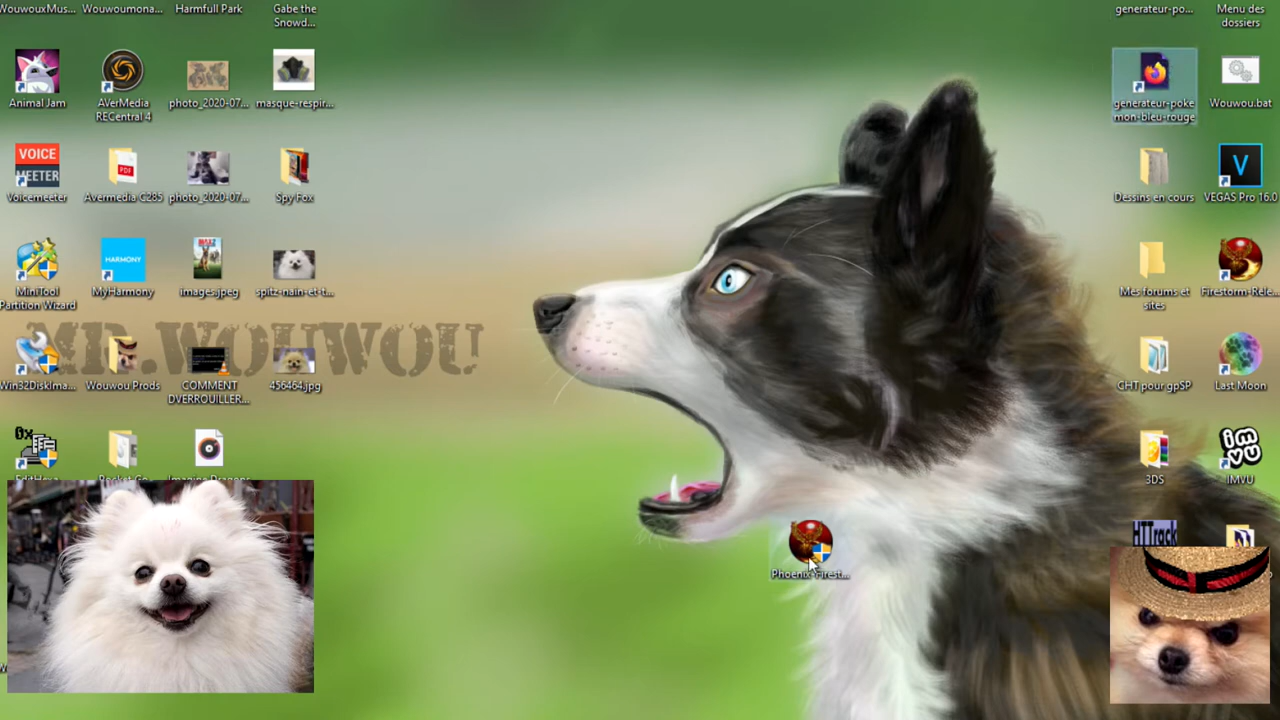 WouwouxMus...
Wouwoumona...
Harmfull Park
Gabe the
Snowd...
generateur-po...
Menu des
dossiers
Animal Jam
AVerMedia
RECentral 4
photo_2020-07...
masque-respir...
generateur-poke
mon-bleu-rouge
Wouwou.bat
VOICE
MEETER
PDF
V
Voicemeeter
Avermedia C285
photo_2020-07...
Spy Fox
Dessins en cours
VEGAS Pro 16.0
HARMONY
MiniTool
Partition Wizard
MyHarmony
images.jpeg
spitz-nain-et-t...
Mes forums et
sites
Firestorm-Rele...
MR.WOUWOU
Win32DiskIma...
Wouwou Prods
COMMENT
DVERROUILLER...
456464.jpg
CHT pour gpSP
Last Moon
0x
IMVU
3DS
IMVU
HTTrack
Phoenix-Firest...